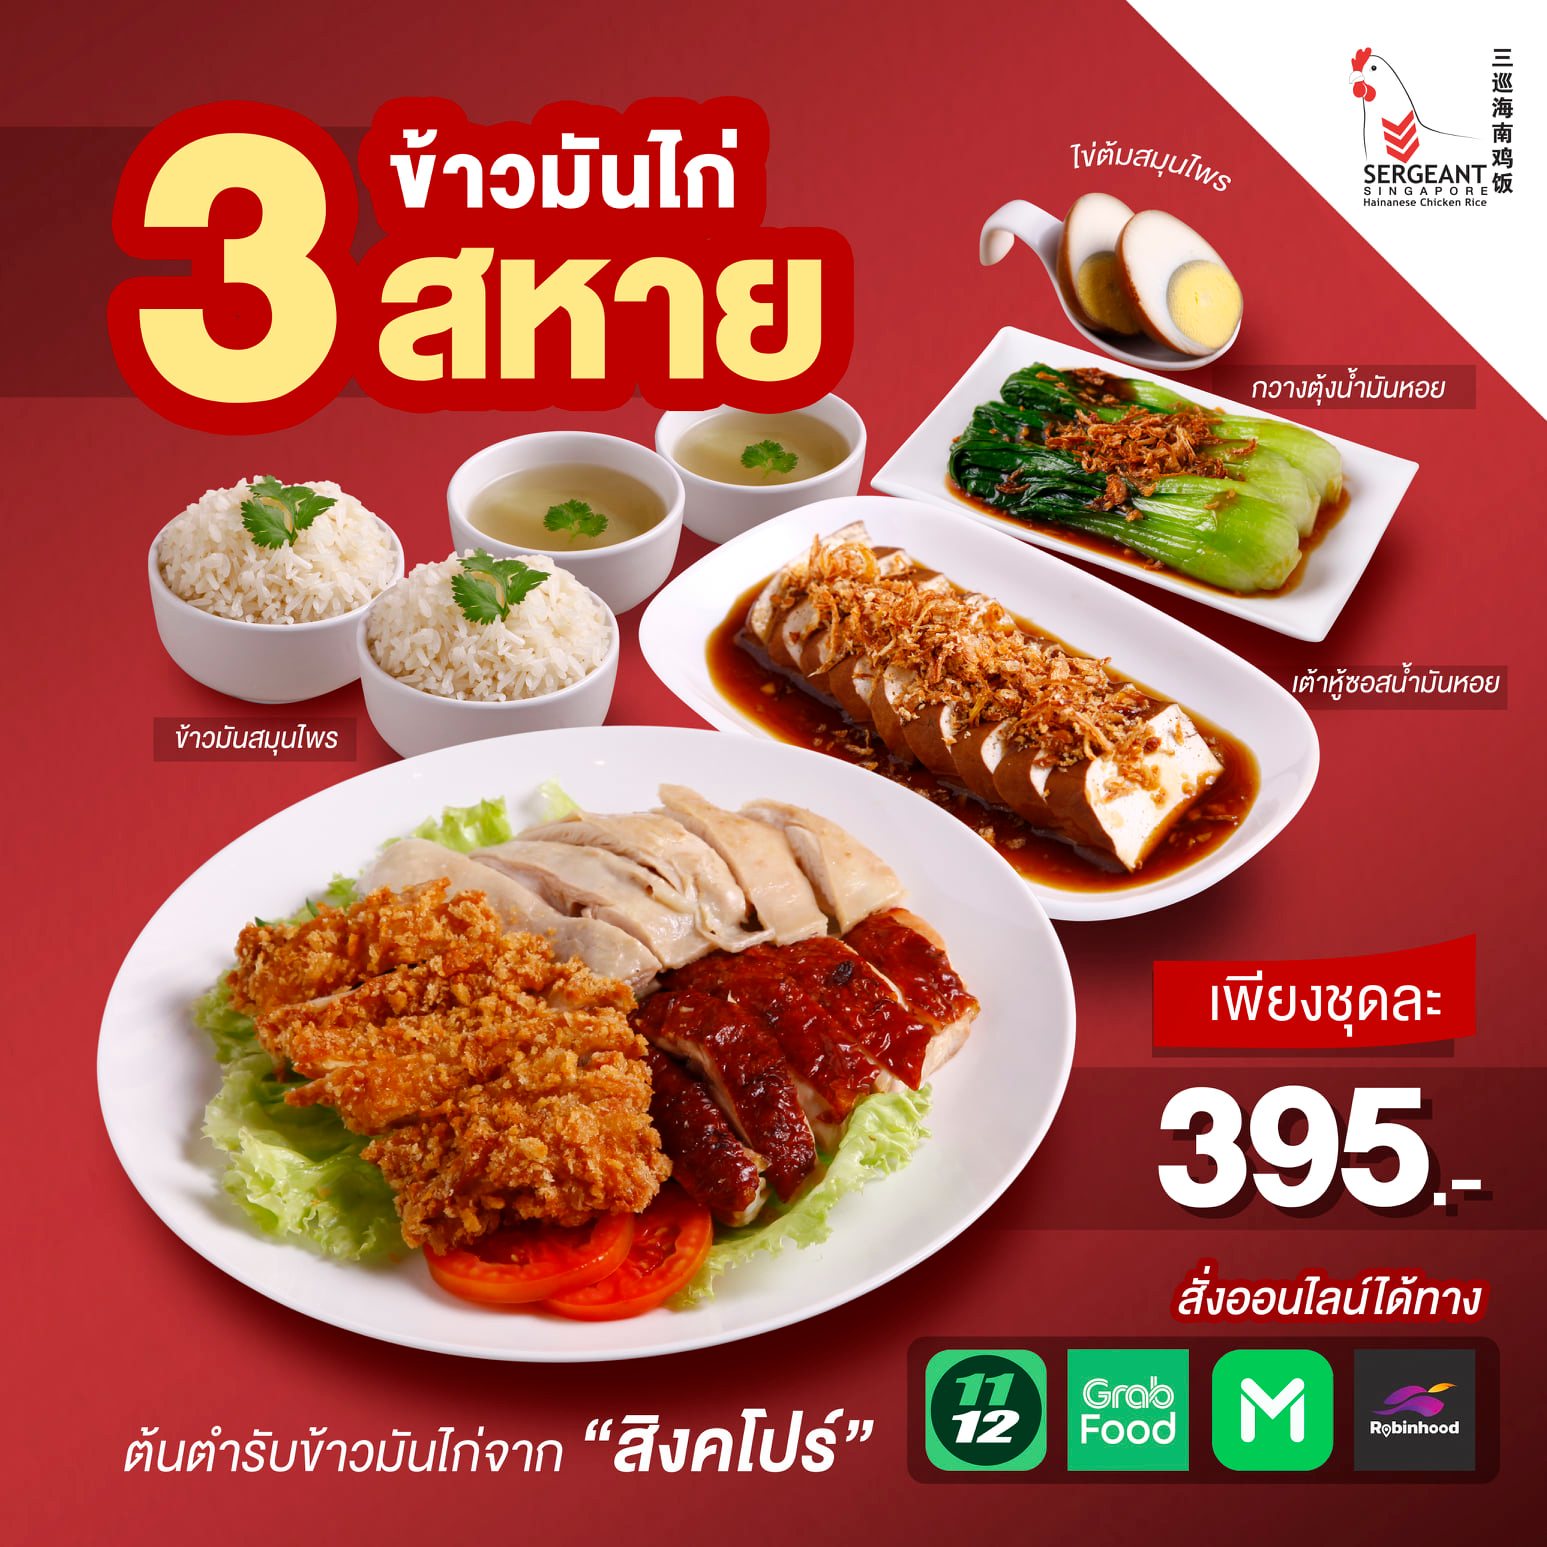 3
ข้าวมันไก่
สหาย
ไข่ต้มสมุนไพร
SERGEANT
SINGAPORE
Hainanese Chicken Rice
三巡海南鸡饭
กวางตุ้งน้ำมันหอย
เต้าหู้ซอสน้ำมันหอย
ข้าวมันสมุนไพร
เพียงชุดละ
395.-
สั่งออนไลน์ได้ทาง
11
12
Grab
Food
M
Robinhood
ต้นตำรับข้าวมันไก่จาก “สิงคโปร์”